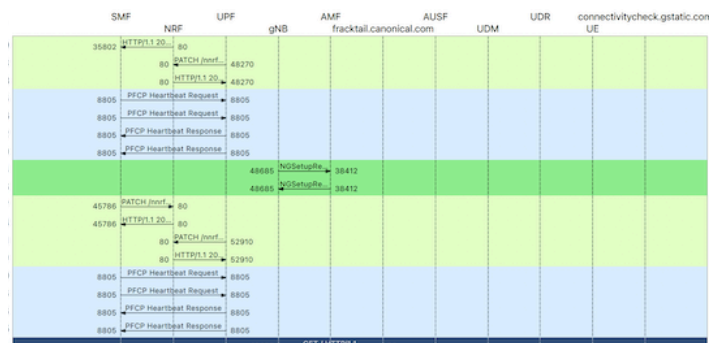 SMF UPF AMF AUSF UDR connectivitycheck.gstatic.com
NRF gNB fracktail.canonical.com UDM UE
35802 HTTP/1.1 20... 80
80 PATCH /nnrf... 48270
80 HTTP/1.1 20... 48270
8805 PFCP Heartbeat Request 8805
8805 PFCP Heartbeat Request 8805
8805 PFCP Heartbeat Response 8805
8805 PFCP Heartbeat Response 8805
48685 NGSetupRe... 38412
48685 NGSetupRe... 38412
45786 PATCH /nnrf... 80
45786 HTTP/1.1 20... 80
80 PATCH /nnrf... 52910
80 HTTP/1.1 20... 52910
8805 PFCP Heartbeat Request 8805
8805 PFCP Heartbeat Request 8805
8805 PFCP Heartbeat Response 8805
8805 PFCP Heartbeat Response 8805